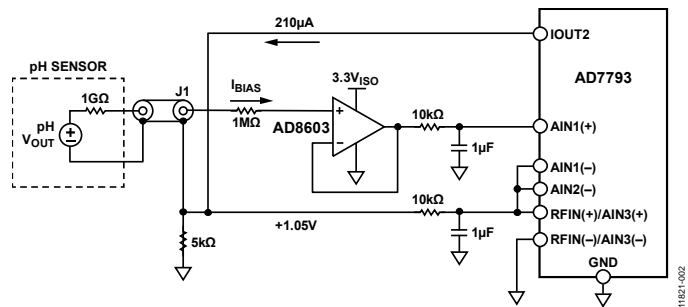 210µA
IOUT2
AD7793
pH SENSOR
1GΩ
J1
IBIAS
3.3VISO
pH
VOUT
1MΩ
+
−
AD8603
10kΩ
AIN1(+)
1µF
AIN1(–)
AIN2(–)
10kΩ
+1.05V
RFIN(+)/AIN3(+)
5kΩ
1µF
RFIN(–)/AIN3(–)
GND
11821-002